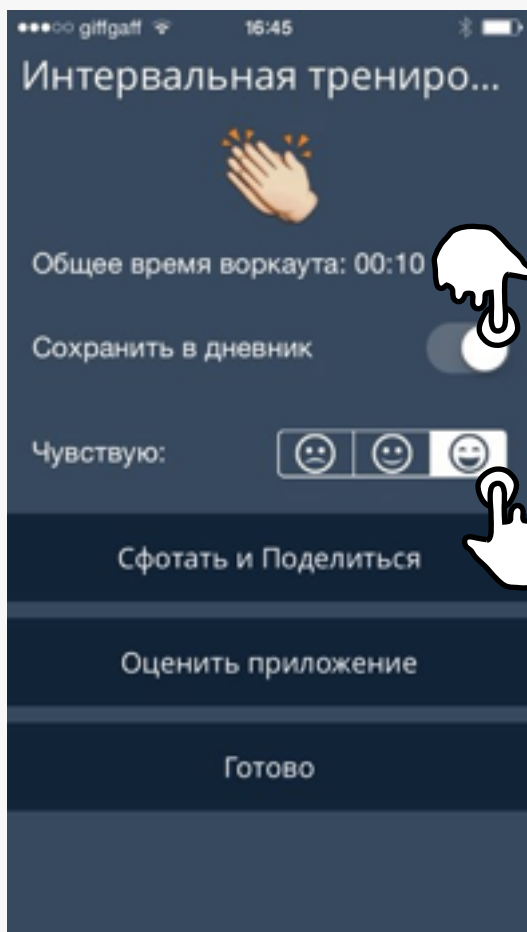 giffgaff 16:45
Интервальная трениро...
Общее время воркаута: 00:10
Сохранить в дневник
Чувствую:
Сфотать и Поделиться
Оценить приложение
Готово